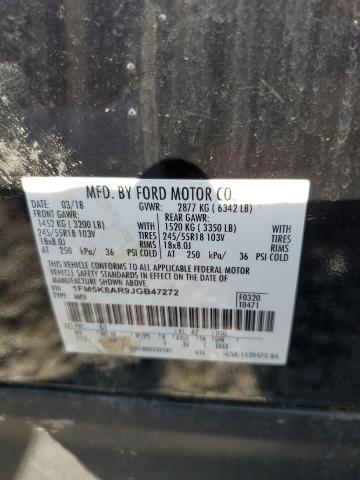 MFD. BY FORD MOTOR CO.
DATE: 03/18 GVWR: 2877 KG ( 6342 LB)
FRONT GAWR: REAR GAWR:
1452 KG ( 3200 LB) 1520 KG ( 3350 LB)
245/55R18 103V TIRES 245/55R18 103V TIRES
18x8.0J RIMS 18x8.0J RIMS
AT 250 kPa/ 36 PSI COLD AT 250 kPa/ 36 PSI COLD
THIS VEHICLE CONFORMS TO ALL APPLICABLE FEDERAL MOTOR VEHICLE
SAFETY AND THEFT PREVENTION STANDARDS IN EFFECT ON THE DATE OF
MANUFACTURE SHOWN ABOVE.
VIN: 1FM5K8AR9JGB47272
TYPE: MPV
F0320
T0471